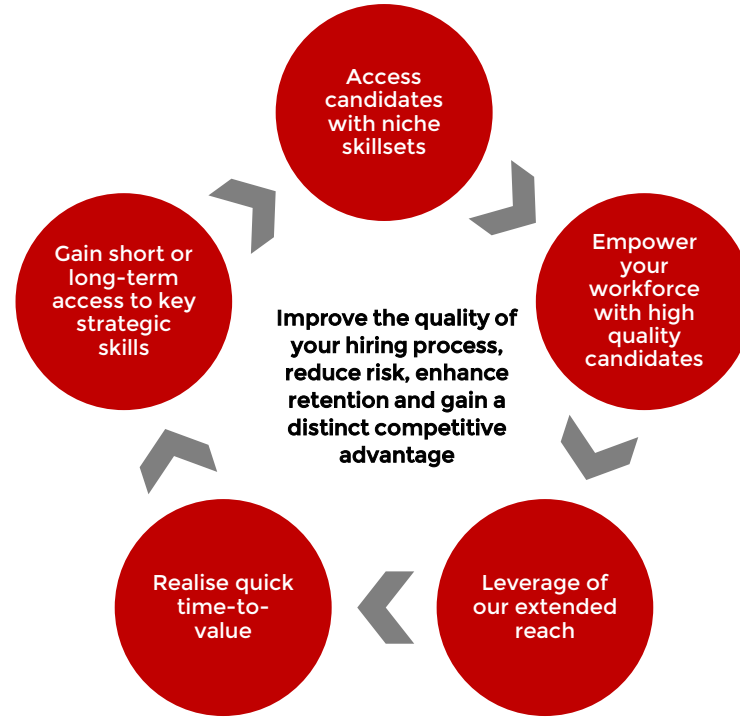 Access
candidates
with niche
skillsets
Empower
your
workforce
with high
quality
candidates
Leverage of
our extended
reach
Realise quick
time-to-
value
Gain short or
long-term
access to key
strategic
skills
Improve the quality of
your hiring process,
reduce risk, enhance
retention and gain a
distinct competitive
advantage